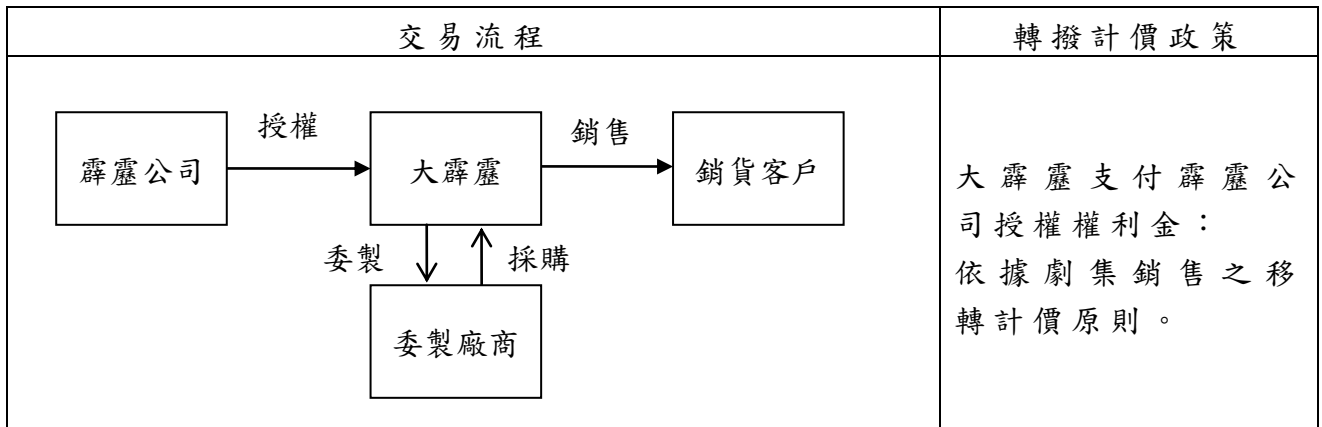 交易流程
轉撥計價政策
授權
銷售
霹靂公司
大霹靂
銷貨客戶
委製
採購
委製廠商
大霹靂支付霹靂公
司授權權利金：
依據劇集銷售之移
轉計價原則。